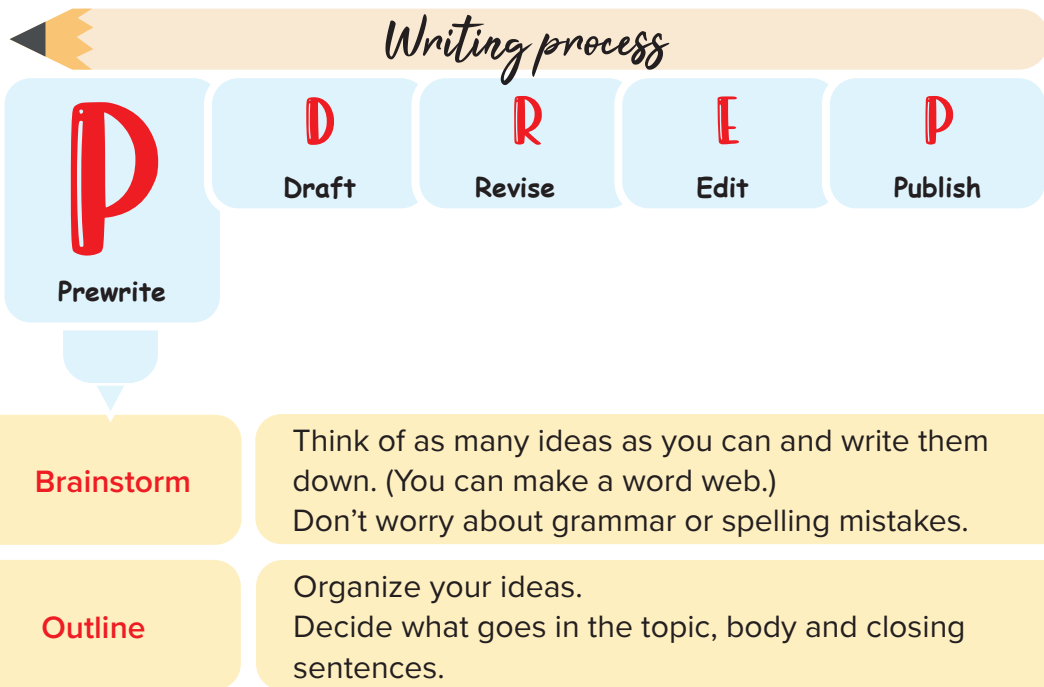 Writing process
P
Prewrite
D
Draft
R
Revise
E
Edit
P
Publish
Brainstorm
Think of as many ideas as you can and write them
down. (You can make a word web.)
Don’t worry about grammar or spelling mistakes.
Outline
Organize your ideas.
Decide what goes in the topic, body and closing
sentences.